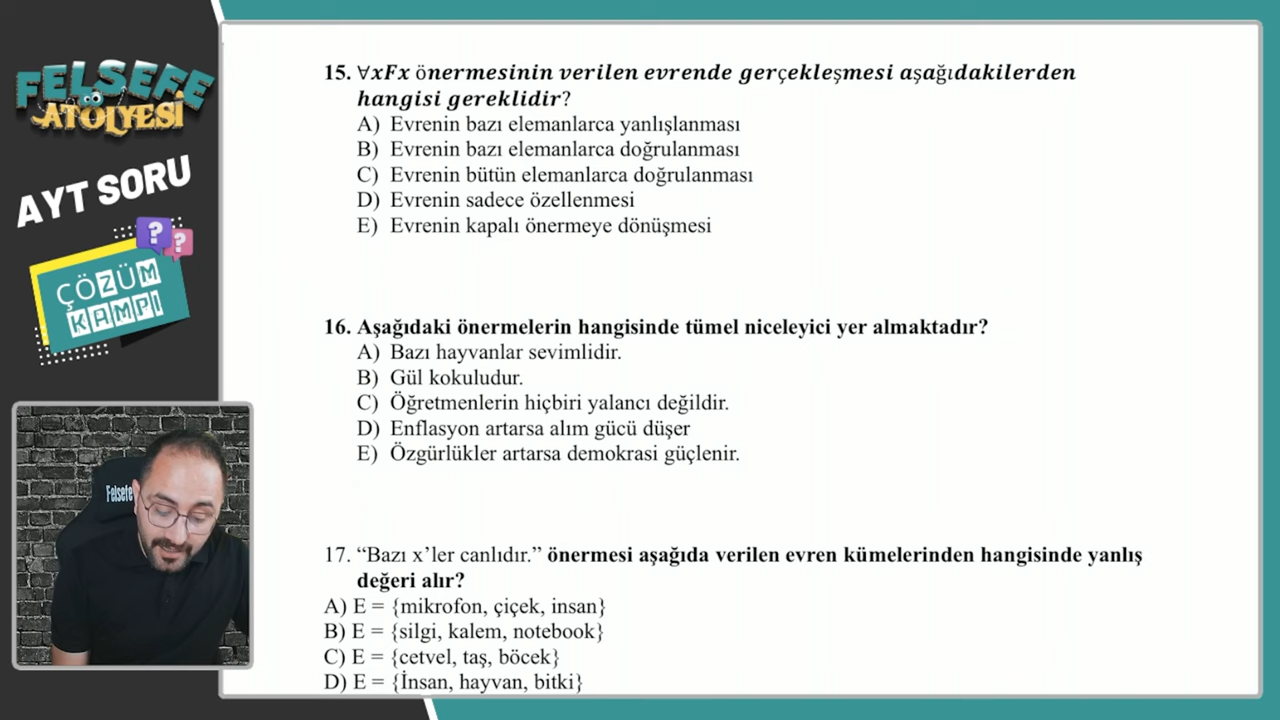 FELSEFE
ATÖLYESİ
AYT SORU
? ?
ÇÖZÜM
KAMPI
Felsefe
15. ∀xFx önermesinin verilen evrende gerçekleşmesi aşağıdakilerden
hangisi gereklidir?
A) Evrenin bazı elemanlarca yanlışlanması
B) Evrenin bazı elemanlarca doğrulanması
C) Evrenin bütün elemanlarca doğrulanması
D) Evrenin sadece özellenmesi
E) Evrenin kapalı önermeye dönüşmesi
16. Aşağıdaki önermelerin hangisinde tümel niceleyici yer almaktadır?
A) Bazı hayvanlar sevimlidir.
B) Gül kokuludur.
C) Öğretmenlerin hiçbiri yalancı değildir.
D) Enflasyon artarsa alım gücü düşer
E) Özgürlükler artarsa demokrasi güçlenir.
17. “Bazı x’ler canlıdır.” önermesi aşağıda verilen evren kümelerinden hangisinde yanlış
değeri alır?
A) E = {mikrofon, çiçek, insan}
B) E = {silgi, kalem, notebook}
C) E = {cetvel, taş, böcek}
D) E = {İnsan, hayvan, bitki}